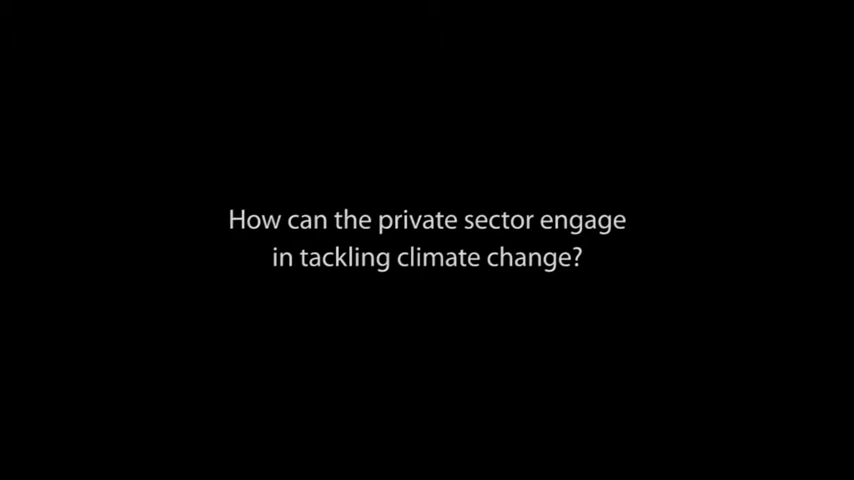 How can the private sector engage
in tackling climate change?